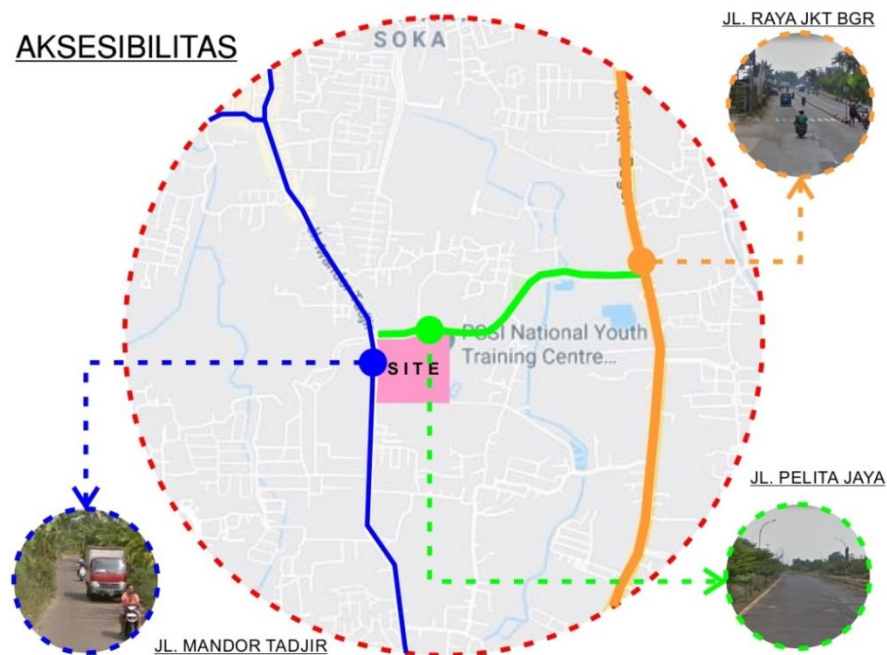 AKSESIBILITAS
JL. RAYA JKT BGR
SOKA
PSSI National Youth
Training Centre...
SITE
JL. PELITA JAYA
JL. MANDOR TADJIR